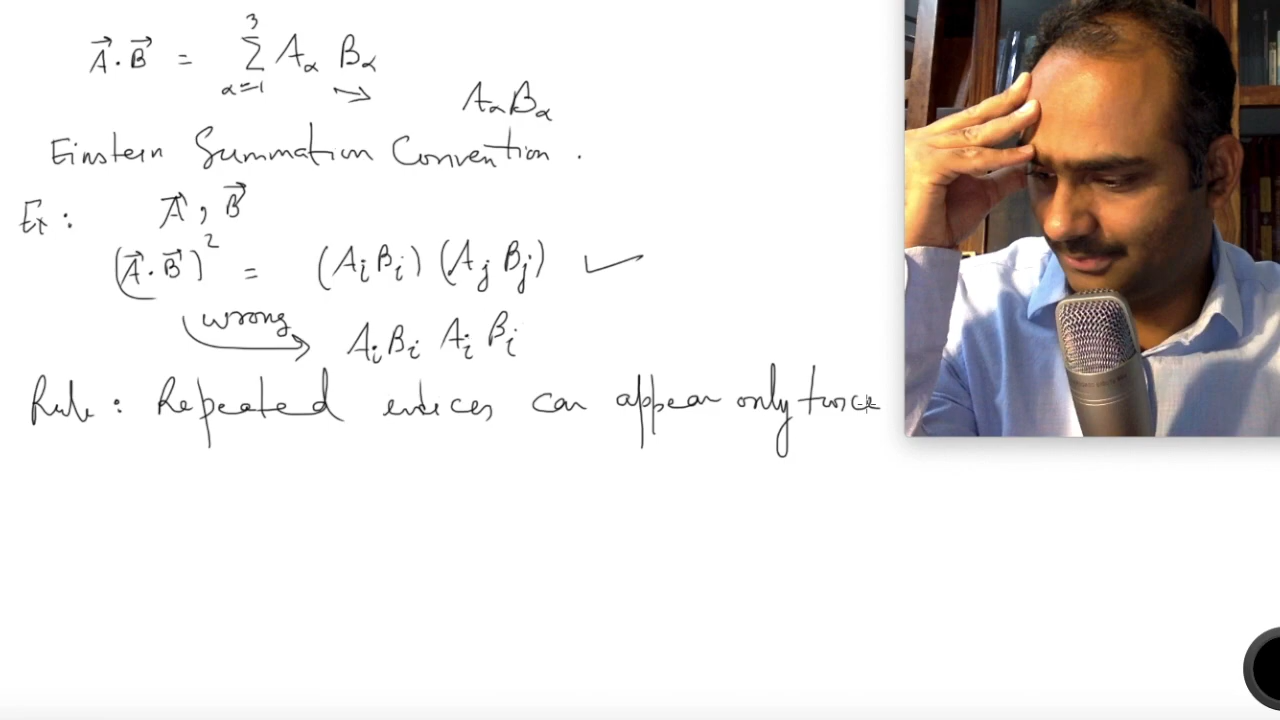 A⃗ · B⃗ = 3 Σ α=1 A_α B_α
A_α B_α
Einstein Summation Convention .
Ex : A⃗ , B⃗
(A⃗ · B⃗)² = (A_i B_i) (A_j B_j) ✓
wrong → A_i B_i A_i B_i
Rule : Repeated indices can appear only twice